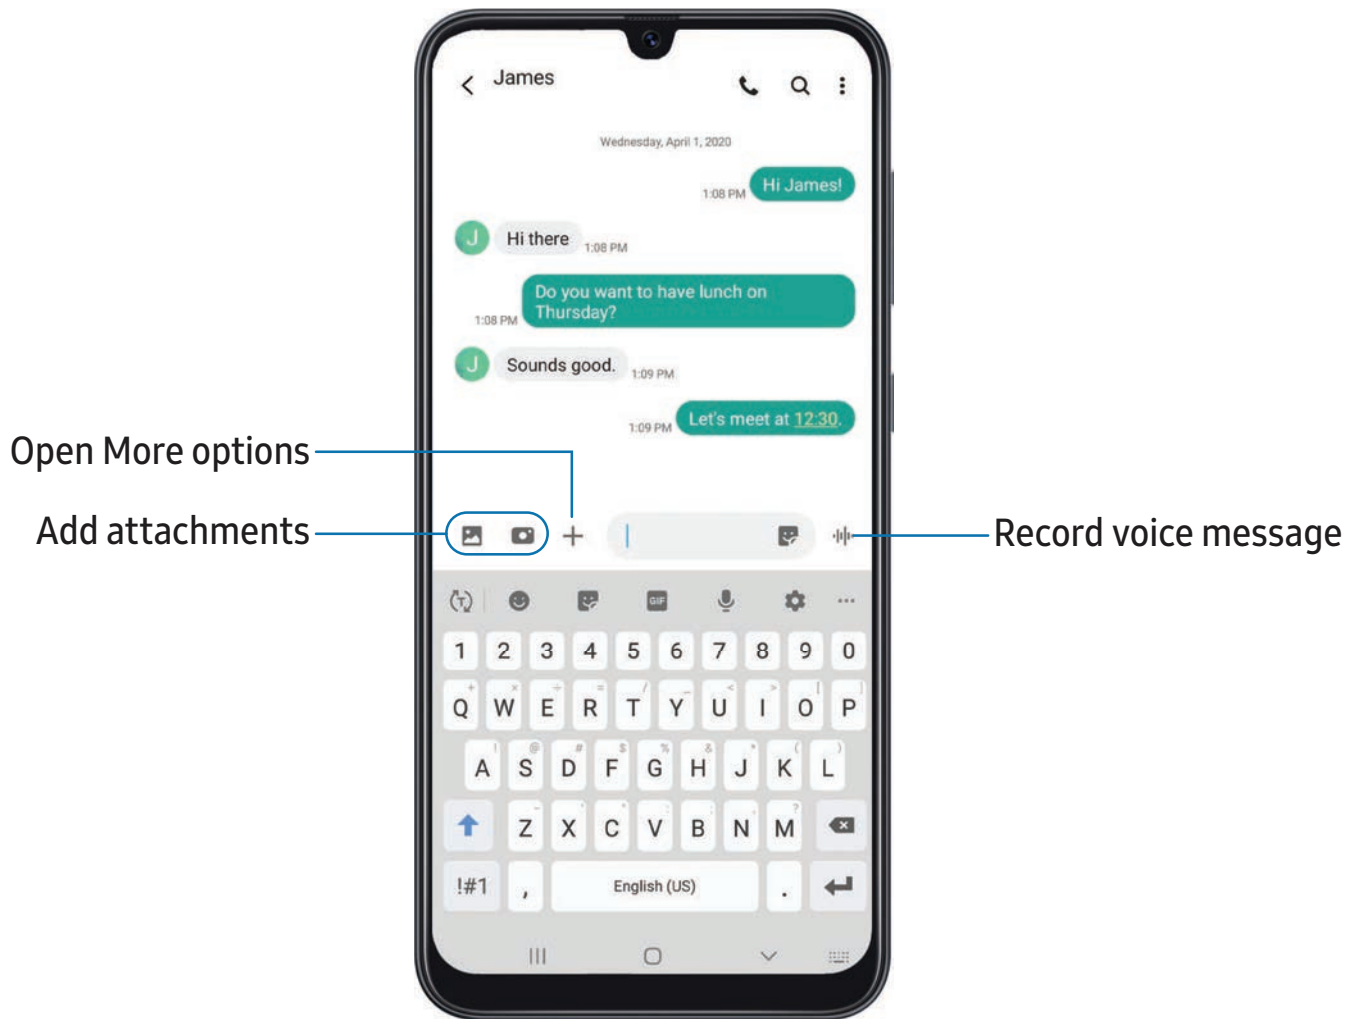 James
Wednesday, April 1, 2020
1:08 PM Hi James!
J Hi there 1:08 PM
Do you want to have lunch on
1:08 PM Thursday?
J Sounds good. 1:09 PM
1:09 PM Let's meet at 12:30.
Open More options
Add attachments
Record voice message
T GIF
1 2 3 4 5 6 7 8 9 0
+ × ÷ = / _ < > [ ]
Q W E R T Y U I O P
! @ # $ % & * ( )
A S D F G H J K L
- ' " : ; , ?
Z X C V B N M
!#1 , English (US) .